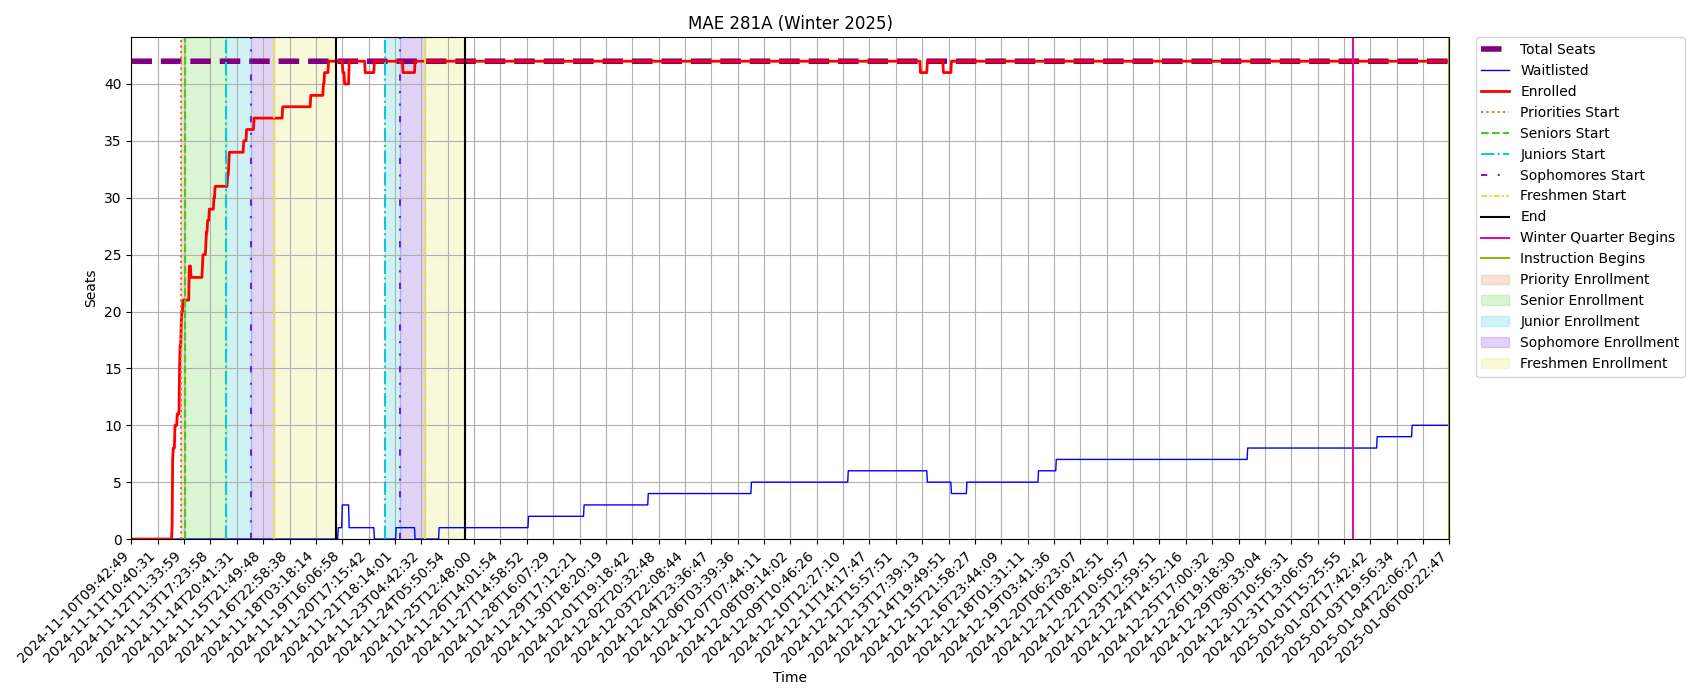 MAE 281A (Winter 2025)
Seats
40
35
30
25
20
15
10
5
0
2024-11-10T09:42:49
2024-11-11T10:40:31
2024-11-12T11:33:59
2024-11-13T17:23:58
2024-11-14T20:41:31
2024-11-15T21:49:48
2024-11-16T22:58:38
2024-11-18T03:18:14
2024-11-19T16:06:58
2024-11-20T17:15:42
2024-11-21T18:14:01
2024-11-23T04:42:32
2024-11-24T05:50:54
2024-11-25T12:48:00
2024-11-27T14:01:54
2024-11-27T14:58:52
2024-11-28T16:07:29
2024-11-29T17:12:21
2024-11-30T18:20:19
2024-12-01T19:18:42
2024-12-02T20:32:48
2024-12-03T22:08:44
2024-12-04T23:36:47
2024-12-06T03:39:36
2024-12-07T07:44:11
2024-12-08T09:14:02
2024-12-09T10:46:26
2024-12-10T12:27:10
2024-12-11T14:17:47
2024-12-12T15:57:51
2024-12-13T17:39:13
2024-12-14T19:49:51
2024-12-15T21:58:27
2024-12-16T23:44:09
2024-12-18T01:31:11
2024-12-19T03:41:36
2024-12-20T06:23:07
2024-12-21T08:42:51
2024-12-22T10:50:57
2024-12-23T12:59:51
2024-12-24T14:52:16
2024-12-25T17:00:32
2024-12-26T19:18:30
2024-12-29T08:33:04
2024-12-30T10:56:31
2024-12-31T13:06:05
2025-01-01T15:25:55
2025-01-02T17:42:42
2025-01-03T19:56:34
2025-01-04T22:06:27
2025-01-06T00:22:47
Time
Total Seats
Waitlisted
Enrolled
Priorities Start
Seniors Start
Juniors Start
Sophomores Start
Freshmen Start
End
Winter Quarter Begins
Instruction Begins
Priority Enrollment
Senior Enrollment
Junior Enrollment
Sophomore Enrollment
Freshmen Enrollment